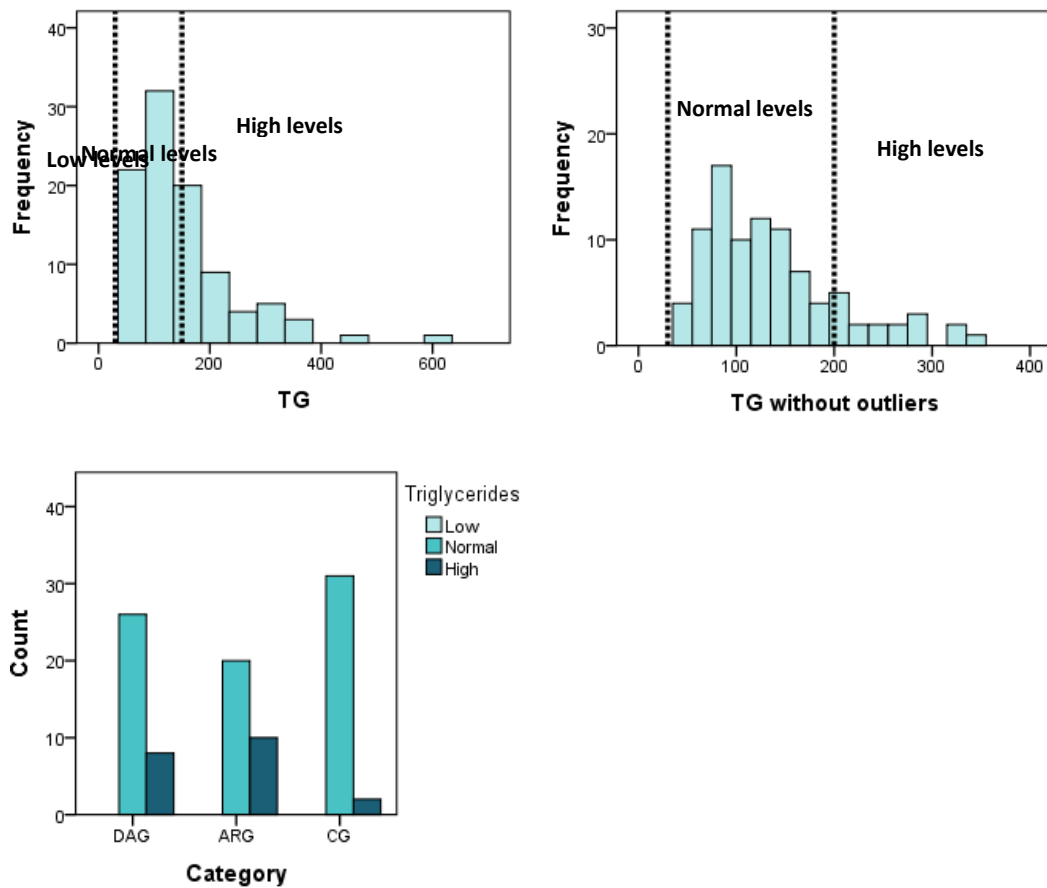 40
30
20
10
0
Frequency
Low levels
Normal levels
High levels
0 200 400 600
TG
30
20
10
0
Frequency
Normal levels
High levels
0 100 200 300 400
TG without outliers
40
30
20
10
0
Count
DAG ARG CG
Category
Triglycerides
Low
Normal
High